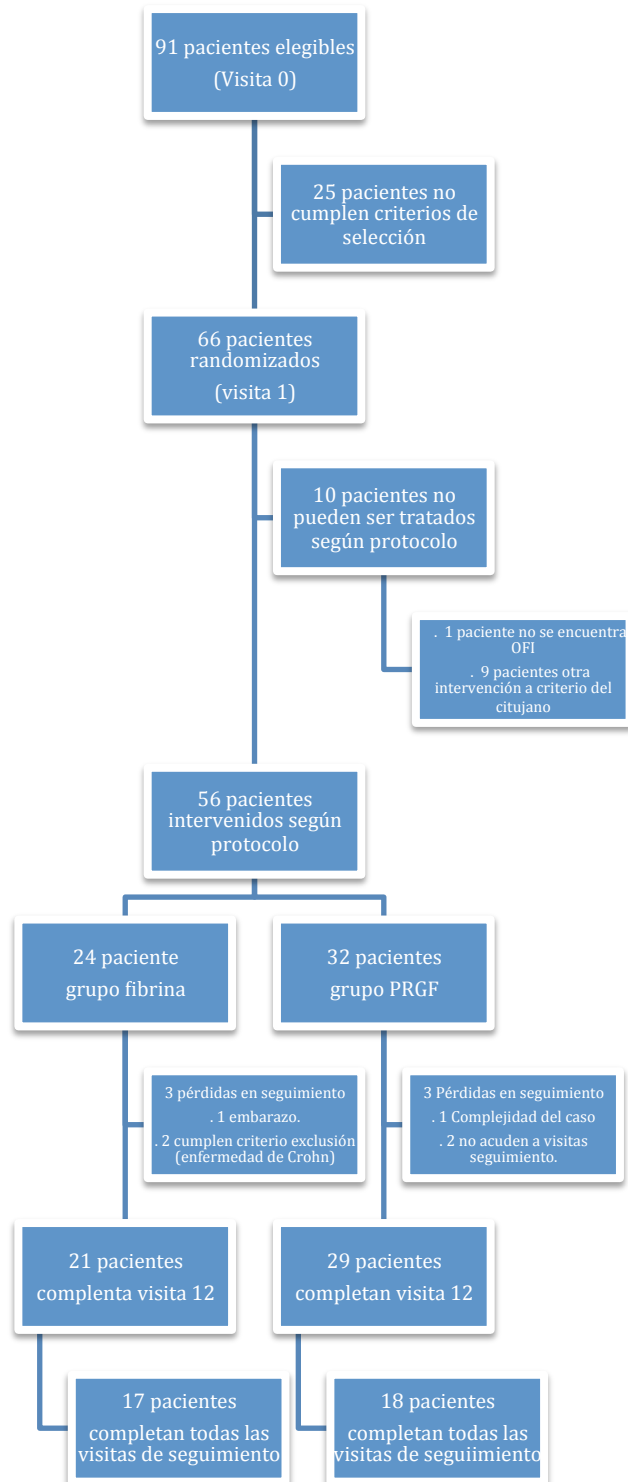 91 pacientes elegibles
(Visita 0)
25 pacientes no
cumplen criterios de
selección
66 pacientes
randomizados
(visita 1)
10 pacientes no
pueden ser tratados
según protocolo
. 1 paciente no se encuentra
OFI
. 9 pacientes otra
intervención a criterio del
citujano
56 pacientes
intervenidos según
protocolo
24 paciente
grupo fibrina
32 pacientes
grupo PRGF
3 pérdidas en seguimiento
. 1 embarazo.
. 2 cumplen criterio exclusión
(enfermedad de Crohn)
3 Pérdidas en seguimiento
. 1 Complejidad del caso
. 2 no acuden a visitas
seguimiento.
21 pacientes
complenta visita 12
29 pacientes
completan visita 12
17 pacientes
completan todas las
visitas de seguimiento
18 pacientes
completan todas las
visitas de seguiimiento